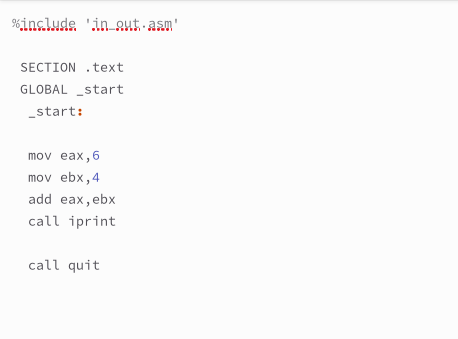 %include 'in_out.asm'
SECTION .text
GLOBAL _start
_start:
mov eax,6
mov ebx,4
add eax,ebx
call iprint
call quit